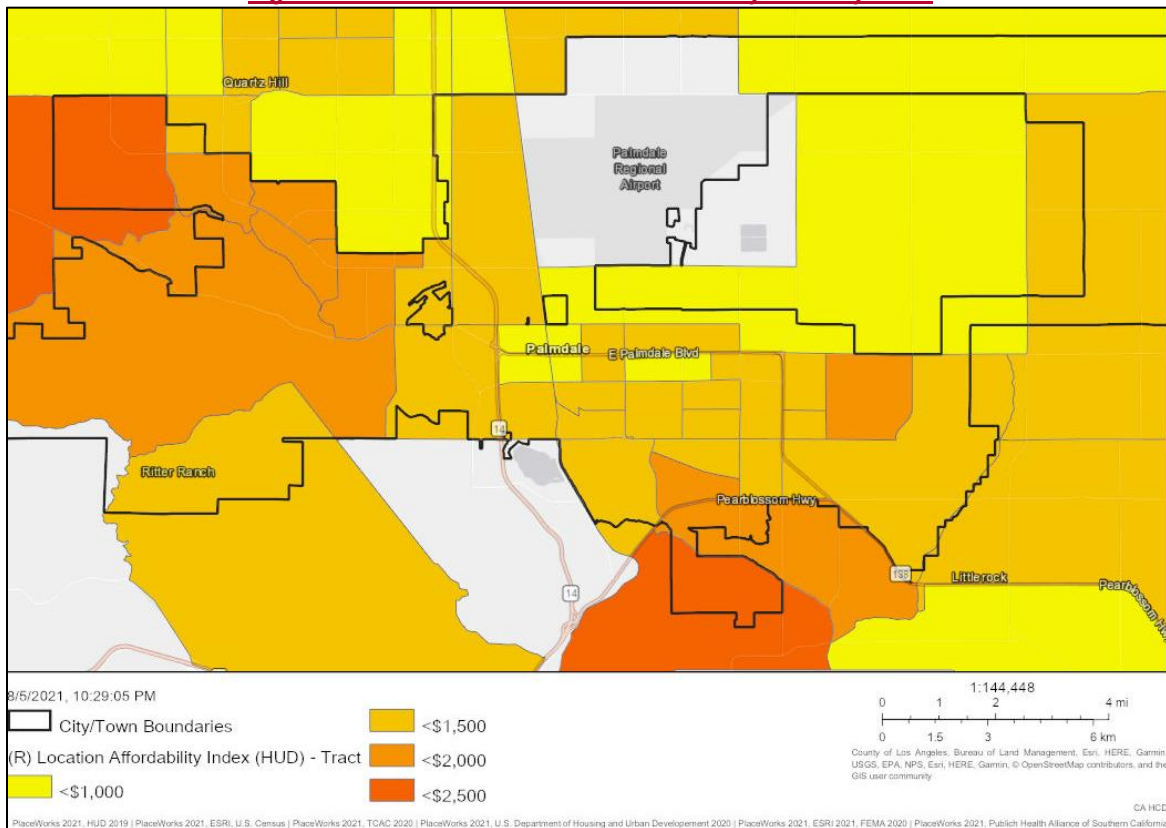 Quartz Hill
Palmdale
Regional
Airport
Palmdale
E Palmdale Blvd
14
Ritter Ranch
Pearblossom Hwy
138
Littlerock
Pearblossom Hwy
14
8/5/2021, 10:29:05 PM
City/Town Boundaries
(R) Location Affordability Index (HUD) - Tract
<$1,000
<$1,500
<$2,000
<$2,500
1:144,448
0 1 2 4 mi
0 1.5 3 6 km
County of Los Angeles, Bureau of Land Management, Esri, HERE, Garmin,
USGS, EPA, NPS, Esri, HERE, Garmin, © OpenStreetMap contributors, and the
GIS user community
CA HCD
PlaceWorks 2021, HUD 2019 | PlaceWorks 2021, ESRI, U.S. Census | PlaceWorks 2021, TCAC 2020 | PlaceWorks 2021, U.S. Department of Housing and Urban Developement 2020 | PlaceWorks 2021, ESRI 2021, FEMA 2020 | PlaceWorks 2021, Publich Health Alliance of Southern California